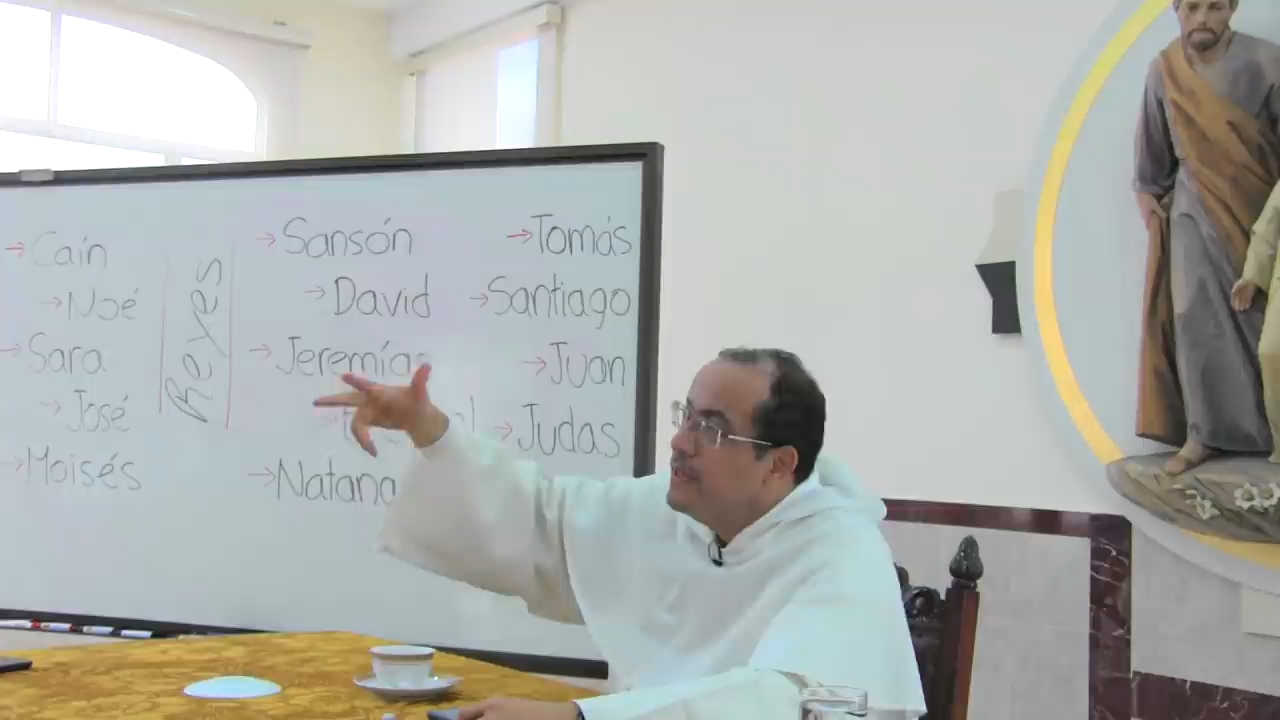 → Caín
→ Noé
→ Sara
→ José
→ Moisés
Reyes
→ Sansón
→ David
→ Jeremías
→ Natana
→ Tomás
→ Santiago
→ Juan
→ Judas